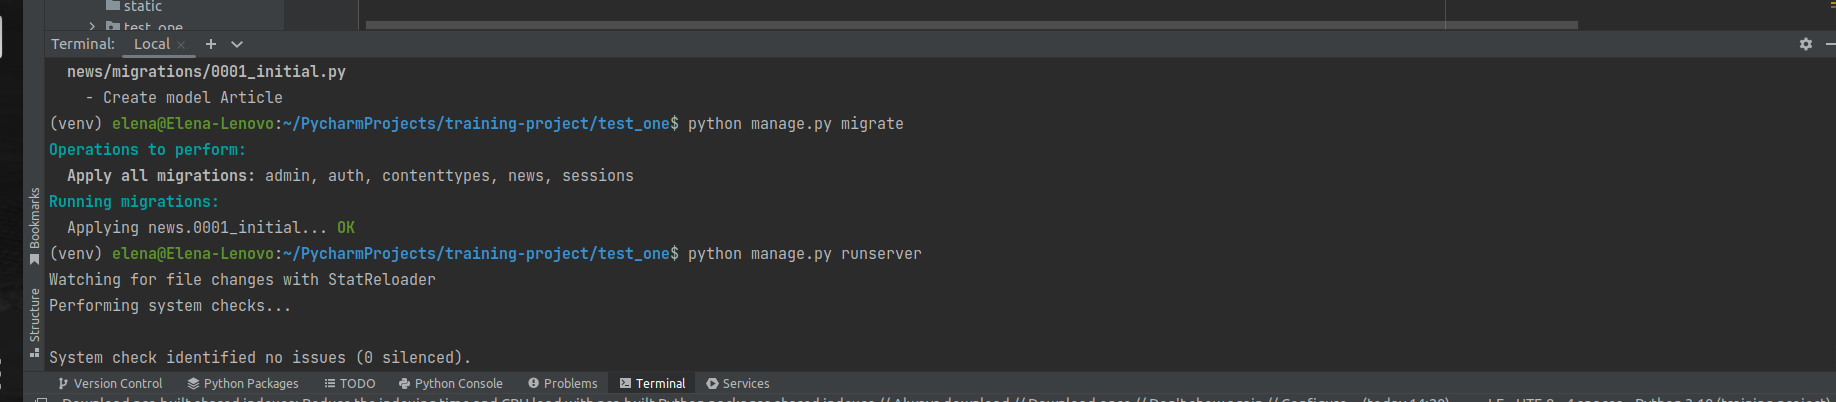 static
test_one
Terminal: Local × +
news/migrations/0001_initial.py
- Create model Article
(venv) elena@Elena-Lenovo:~/PycharmProjects/training-project/test_one$ python manage.py migrate
Operations to perform:
Apply all migrations: admin, auth, contenttypes, news, sessions
Running migrations:
Applying news.0001_initial... OK
(venv) elena@Elena-Lenovo:~/PycharmProjects/training-project/test_one$ python manage.py runserver
Watching for file changes with StatReloader
Performing system checks...
System check identified no issues (0 silenced).
Bookmarks
Structure
Version Control Python Packages TODO Python Console Problems Terminal Services